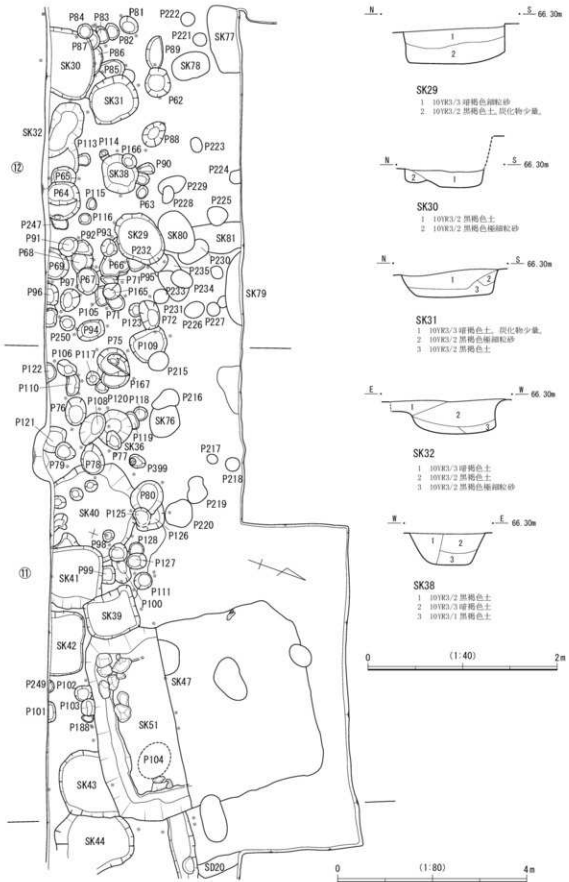 P84
P83
P81
P82
P87
SK30
P86
P85
SK31
SK32
P89
P62
P222
P221
SK77
SK78
P88
P223
⑫
P113
P114
P166
SK38
P90
P63
P65
P64
P115
P116
P229
P228
P224
P225
P247
P91
P68
P92
P93
SK29
P232
SK80
SK81
P230
P69
P97
P67
P66
P71
P95
P165
P235
P234
SK79
P96
P105
P71
P123
P72
P231
P226
P227
P250
P94
P75
P109
P215
P106
P117
P122
P110
P167
P108
P120
P118
P216
P76
P119
SK76
P121
SK36
P77
P399
P217
P218
P79
P78
P80
P219
P220
SK40
P125
P126
P98
P128
⑪
SK41
P99
P127
P111
P100
SK39
SK42
SK47
P249
P102
P101
P103
P188
SK51
P104
SK43
SK44
SD20
N S 66.30m
1
2
SK29
1 10YR3/3 暗褐色細粒砂
2 10YR3/2 黒褐色土、炭化物少量。
N S 66.30m
2 1
SK30
1 10YR3/2 黒褐色土
2 10YR3/2 黒褐色極細粒砂
N S 66.30m
1 2
3
SK31
1 10YR3/3 暗褐色土、炭化物少量。
2 10YR3/2 黒褐色極細粒砂
3 10YR3/2 黒褐色土
E W 66.30m
1 2
3
SK32
1 10YR3/3 暗褐色土
2 10YR3/2 黒褐色土
3 10YR3/2 黒褐色極細粒砂
W E 66.30m
1 2
3
SK38
1 10YR3/2 黒褐色土
2 10YR3/3 暗褐色土
3 10YR3/1 黒褐色土
0 (1:40) 2m
0 (1:80) 4m